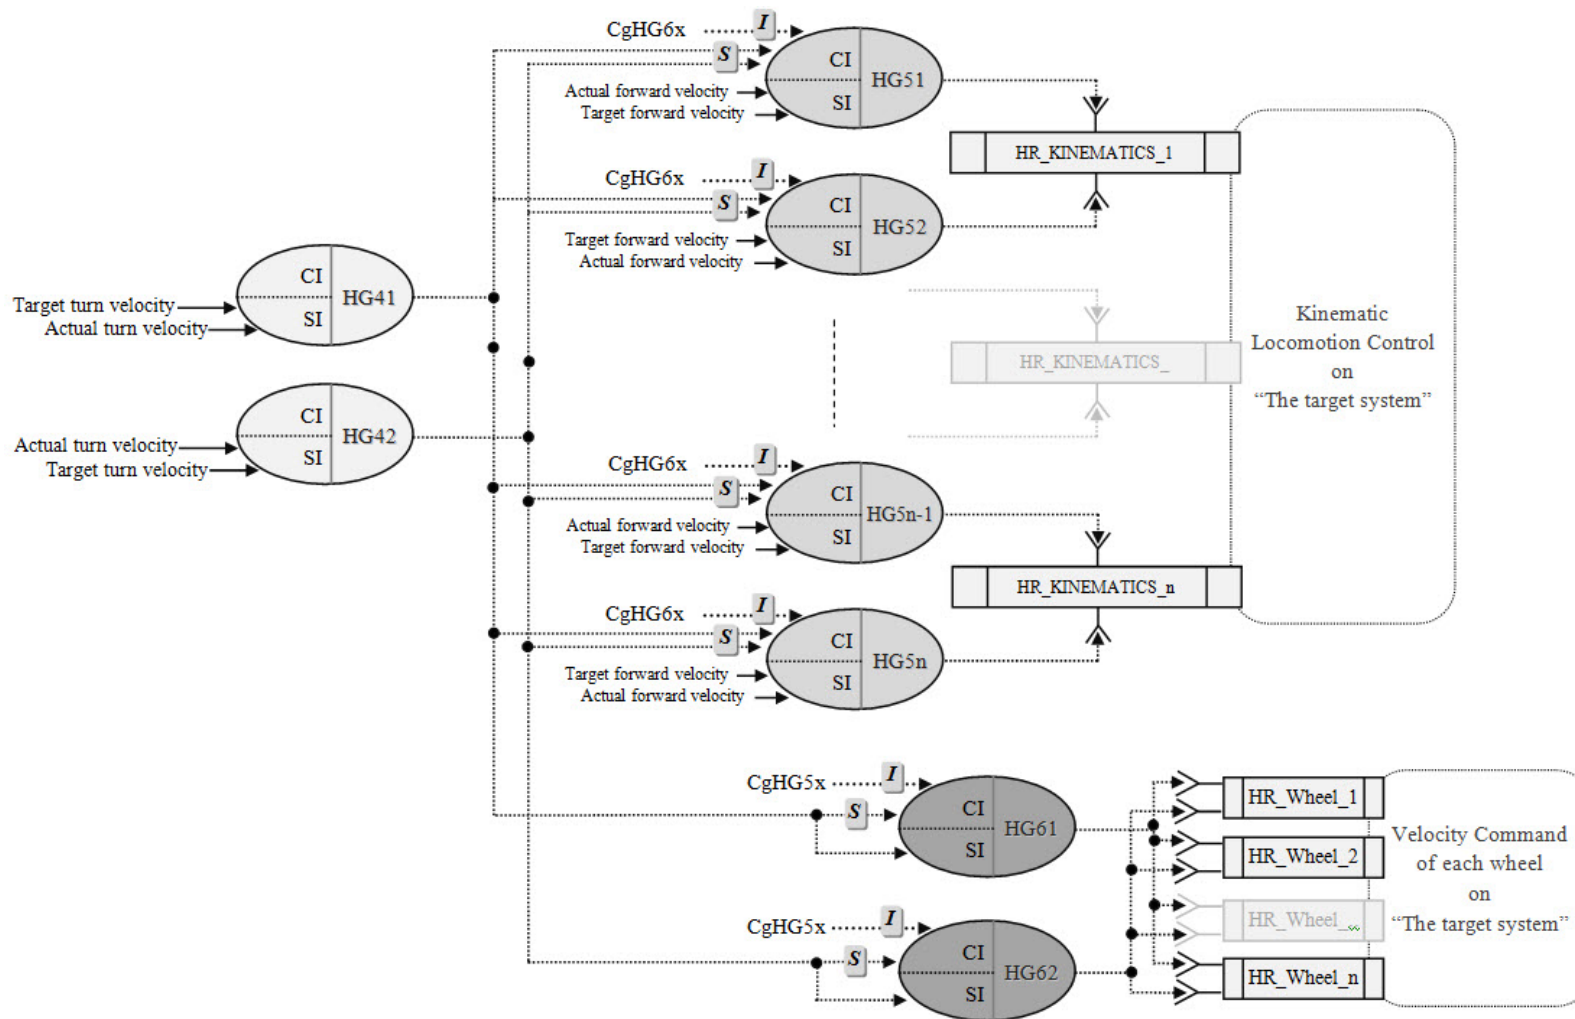 CgHG6x
I
S
CI
HG51
SI
Actual forward velocity
Target forward velocity
HR_KINEMATICS_1
CgHG6x
I
S
CI
HG52
SI
Target forward velocity
Actual forward velocity
CI
HG41
SI
Target turn velocity
Actual turn velocity
HR_KINEMATICS_
Kinematic
Locomotion Control
on
“The target system”
CI
HG42
SI
Actual turn velocity
Target turn velocity
CgHG6x
I
S
CI
HG5n-1
SI
Actual forward velocity
Target forward velocity
HR_KINEMATICS_n
CgHG6x
I
S
CI
HG5n
SI
Target forward velocity
Actual forward velocity
CgHG5x
I
S
CI
HG61
SI
HR_Wheel_1
HR_Wheel_2
HR_Wheel_..
HR_Wheel_n
Velocity Command
of each wheel
on
“The target system”
CgHG5x
I
S
CI
HG62
SI